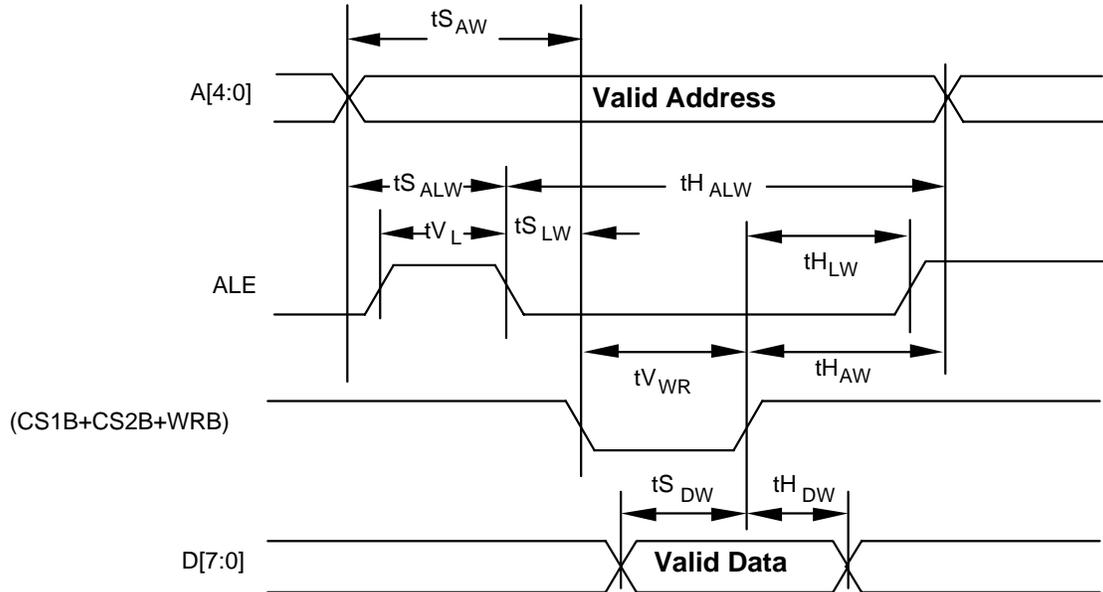 tS AW
A[4:0]
Valid Address
tS ALW
tH ALW
tV L
tS LW
tH LW
ALE
tV WR
tH AW
(CS1B+CS2B+WRB)
tS DW
tH DW
D[7:0]
Valid Data